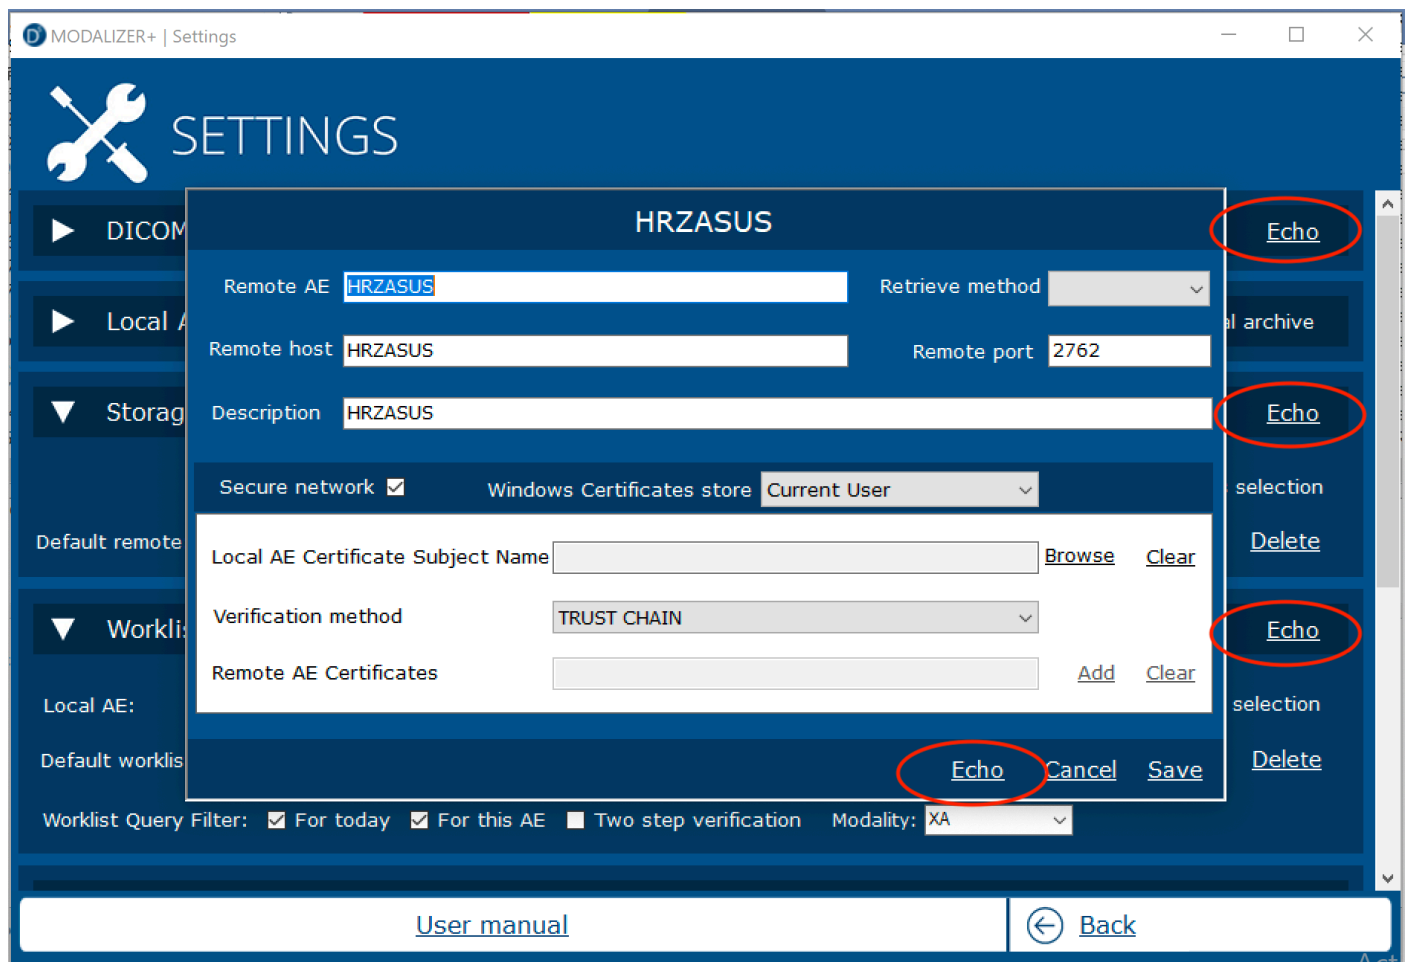 MODALIZER+ | Settings
SETTINGS
HRZASUS
DICOM
Echo
Remote AE HRZASUS Retrieve method
Local A
al archive
Remote host HRZASUS Remote port 2762
Storag
Description HRZASUS
Echo
Secure network Windows Certificates store Current User
selection
Default remote
Delete
Local AE Certificate Subject Name Browse Clear
Verification method TRUST CHAIN
Worklis
Echo
Remote AE Certificates Add Clear
Local AE:
selection
Default worklis
Delete
Echo Cancel Save
Worklist Query Filter: For today For this AE Two step verification Modality: XA
User manual
Back